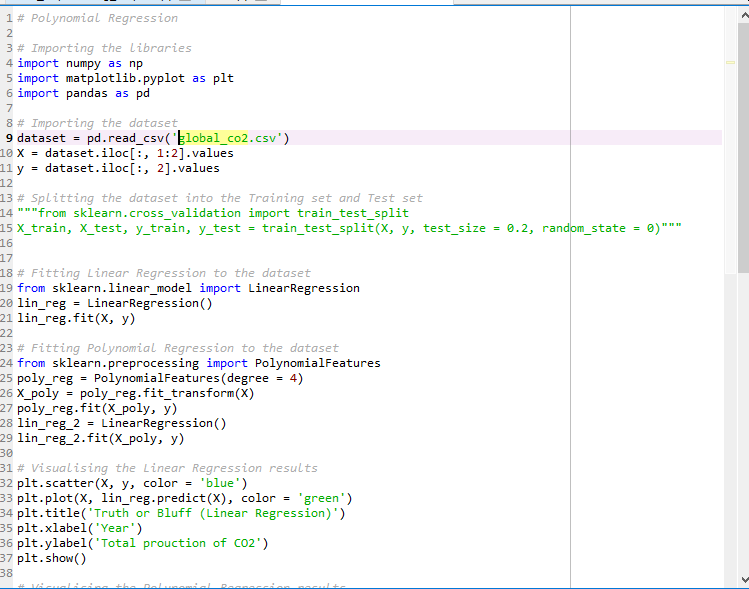 1 # Polynomial Regression
2
3 # Importing the Libraries
4 import numpy as np
5 import matplotlib.pyplot as plt
6 import pandas as pd
7
8 # Importing the dataset
9 dataset = pd.read_csv('global_co2.csv')
10 X = dataset.iloc[:, 1:2].values
11 y = dataset.iloc[:, 2].values
12
13 # Splitting the dataset into the Training set and Test set
14 """from sklearn.cross_validation import train_test_split
15 X_train, X_test, y_train, y_test = train_test_split(X, y, test_size = 0.2, random_state = 0)"""
16
17
18 # Fitting Linear Regression to the dataset
19 from sklearn.linear_model import LinearRegression
20 lin_reg = LinearRegression()
21 lin_reg.fit(X, y)
22
23 # Fitting Polynomial Regression to the dataset
24 from sklearn.preprocessing import PolynomialFeatures
25 poly_reg = PolynomialFeatures(degree = 4)
26 X_poly = poly_reg.fit_transform(X)
27 poly_reg.fit(X_poly, y)
28 lin_reg_2 = LinearRegression()
29 lin_reg_2.fit(X_poly, y)
30
31 # Visualising the Linear Regression results
32 plt.scatter(X, y, color = 'blue')
33 plt.plot(X, lin_reg.predict(X), color = 'green')
34 plt.title('Truth or Bluff (Linear Regression)')
35 plt.xlabel('Year')
36 plt.ylabel('Total prouction of CO2')
37 plt.show()
38
# Visualising the Polynomial Regression results